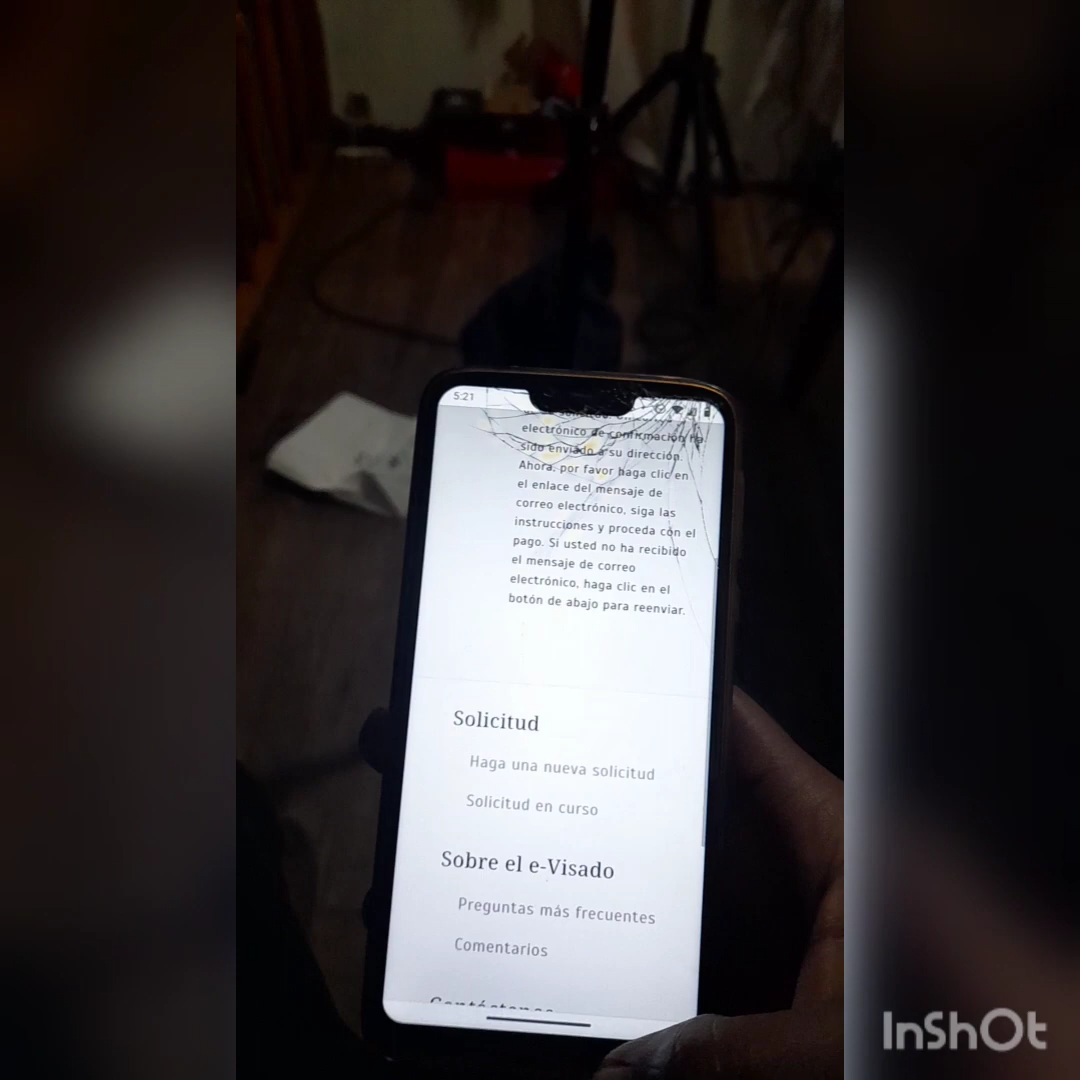 5:21
electrónico de confirmación ha
sido enviado a su dirección.
Ahora, por favor haga clic en
el enlace del mensaje de
correo electrónico, siga las
instrucciones y proceda con el
pago. Si usted no ha recibido
el mensaje de correo
electrónico, haga clic en el
botón de abajo para reenviar.
Solicitud
Haga una nueva solicitud
Solicitud en curso
Sobre el e-Visado
Preguntas más frecuentes
Comentarios
InShOt